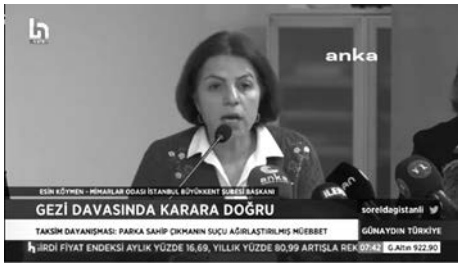 h
anka
anka
ESİN KÖYMEN - MİMARLAR ODASI İSTANBUL BÜYÜKKENT ŞUBESİ BAŞKANI
GEZİ DAVASINDA KARARA DOĞRU
soreldagistanli
TAKSİM DAYANIŞMASI: PARKA SAHİP ÇIKMANIN SUÇU AĞIRLAŞTIRILMIŞ MÜEBBET
GÜNAYDIN TÜRKİYE
h İRDİ FİYAT ENDEKSİ AYLIK YÜZDE 16,69, YILLIK YÜZDE 80,99 ARTIŞLA REK 07:42 G.Altın 922.90